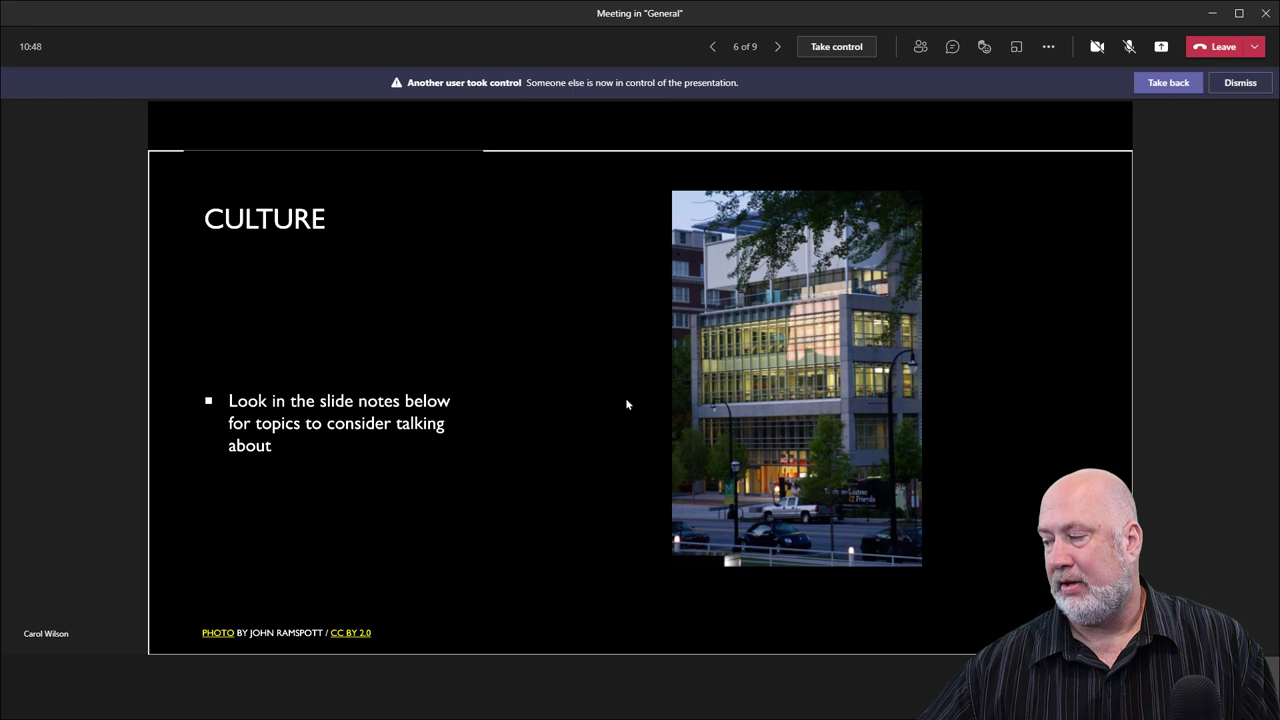 Meeting in "General"
10:48
6 of 9
Take control
Leave
Another user took control Someone else is now in control of the presentation.
Take back
Dismiss
CULTURE
Look in the slide notes below
for topics to consider talking
about
PHOTO BY JOHN RAMSPOTT / CC BY 2.0
Carol Wilson